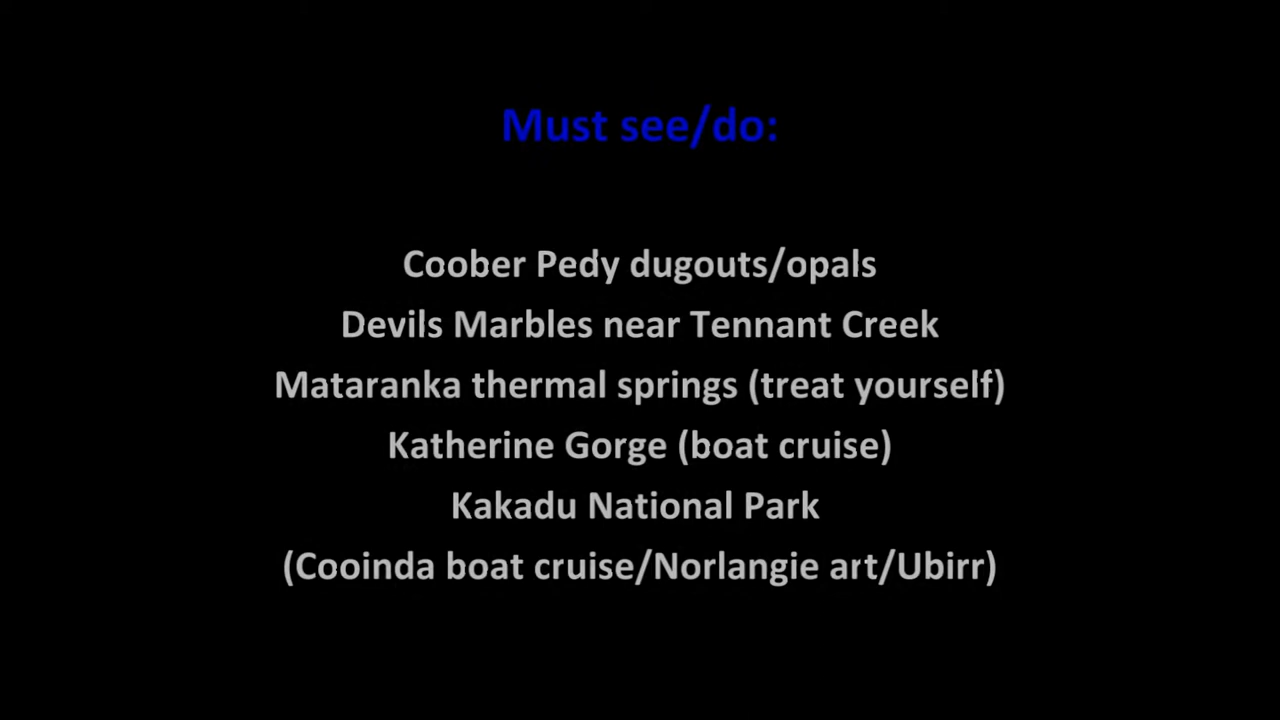 Must see/do:
Coober Pedy dugouts/opals
Devils Marbles near Tennant Creek
Mataranka thermal springs (treat yourself)
Katherine Gorge (boat cruise)
Kakadu National Park
(Cooinda boat cruise/Norlangie art/Ubirr)